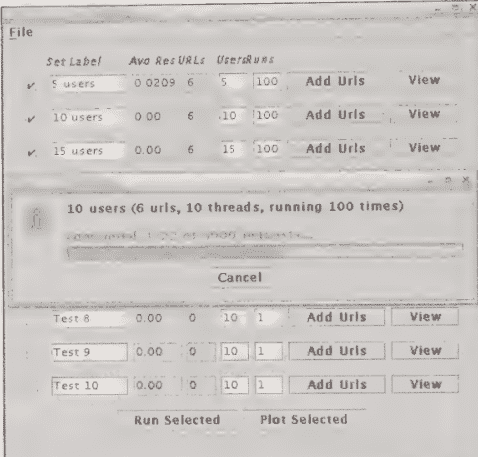 File
Set Label Avg Res URLs Users Runs
5 users 0.0209 6 5 100 Add Urls View
10 users 0.00 6 10 100 Add Urls View
15 users 0.00 6 15 100 Add Urls View
10 users (6 urls, 10 threads, running 100 times)
Cancel
Test 8 0.00 0 10 1 Add Urls View
Test 9 0.00 0 10 1 Add Urls View
Test 10 0.00 0 10 1 Add Urls View
Run Selected Plot Selected